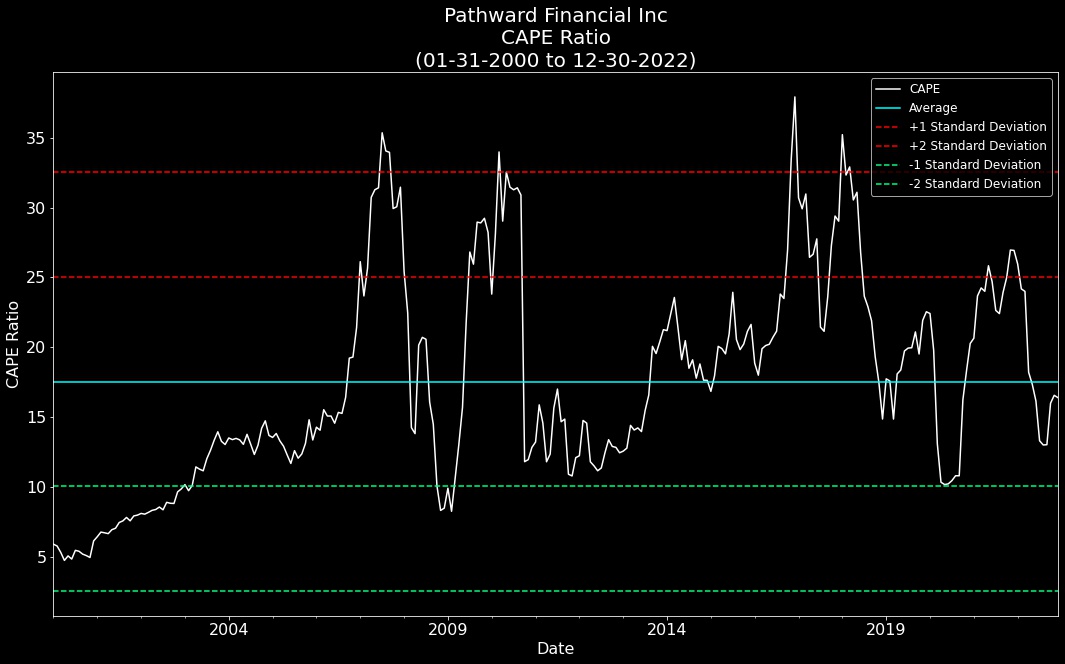 Pathward Financial Inc
CAPE Ratio
(01-31-2000 to 12-30-2022)
CAPE
Average
+1 Standard Deviation
+2 Standard Deviation
-1 Standard Deviation
-2 Standard Deviation
CAPE Ratio
35
30
25
20
15
10
5
2004
2009
2014
2019
Date